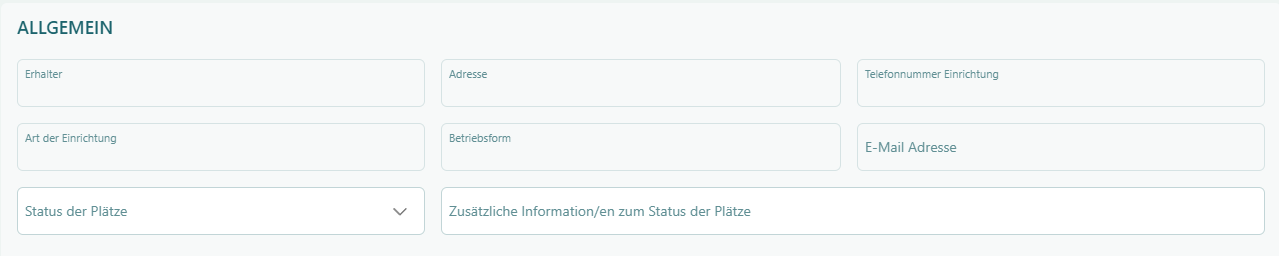 ALLGEMEIN
Erhalter
Adresse
Telefonnummer Einrichtung
Art der Einrichtung
Betriebsform
E-Mail Adresse
Status der Plätze
Zusätzliche Information/en zum Status der Plätze